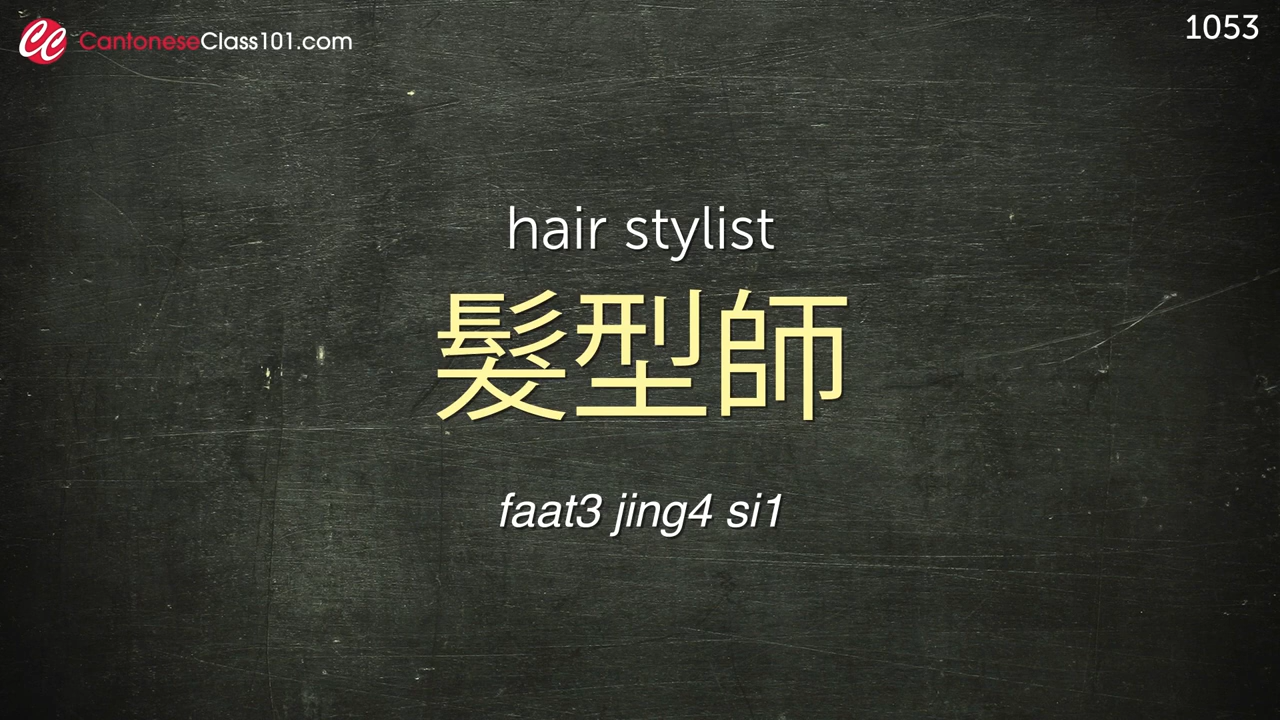 CantoneseClass101.com
1053
hair stylist
髮型師
faat3 jing4 si1